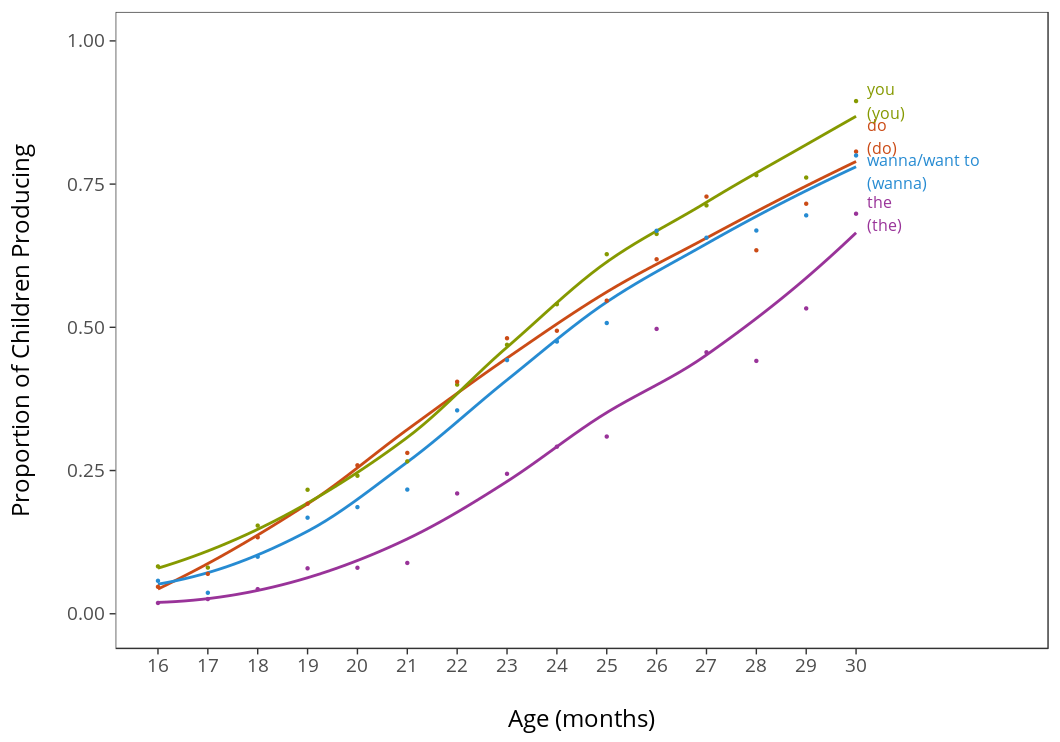 1.00
0.75
0.50
0.25
0.00
Proportion of Children Producing
you
(you)
do
(do)
wanna/want to
(wanna)
the
(the)
16 17 18 19 20 21 22 23 24 25 26 27 28 29 30
Age (months)